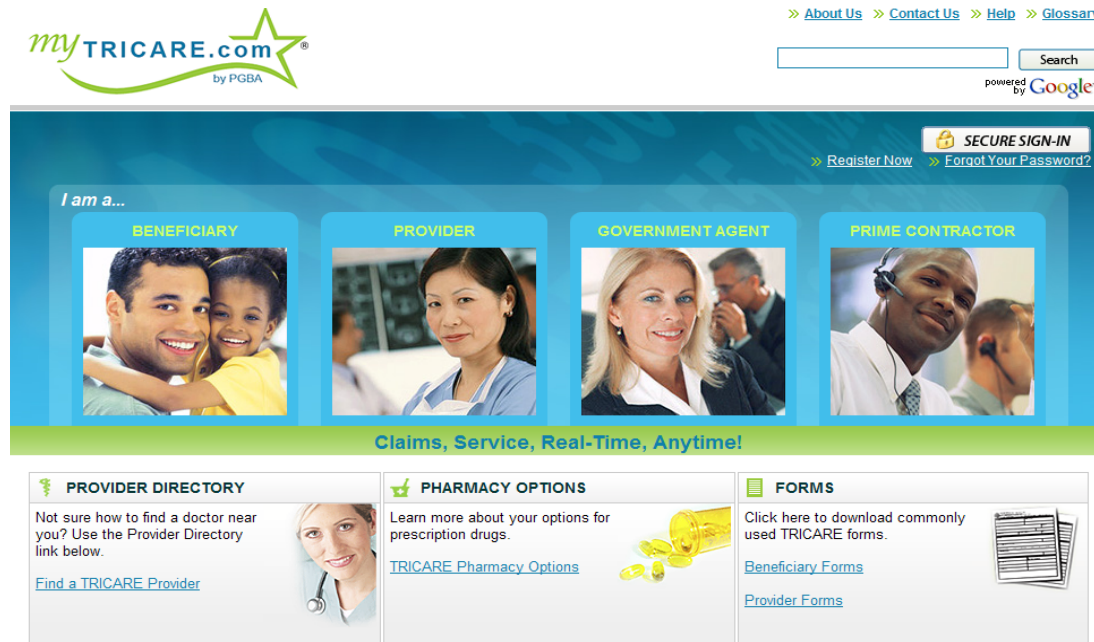 » About Us » Contact Us » Help » Glossary
my TRICARE.com®
by PGBA
Search
powered by Google
SECURE SIGN-IN
» Register Now » Forgot Your Password?
I am a...
BENEFICIARY
PROVIDER
GOVERNMENT AGENT
PRIME CONTRACTOR
Claims, Service, Real-Time, Anytime!
PROVIDER DIRECTORY
Not sure how to find a doctor near
you? Use the Provider Directory
link below.
Find a TRICARE Provider
PHARMACY OPTIONS
Learn more about your options for
prescription drugs.
TRICARE Pharmacy Options
FORMS
Click here to download commonly
used TRICARE forms.
Beneficiary Forms
Provider Forms